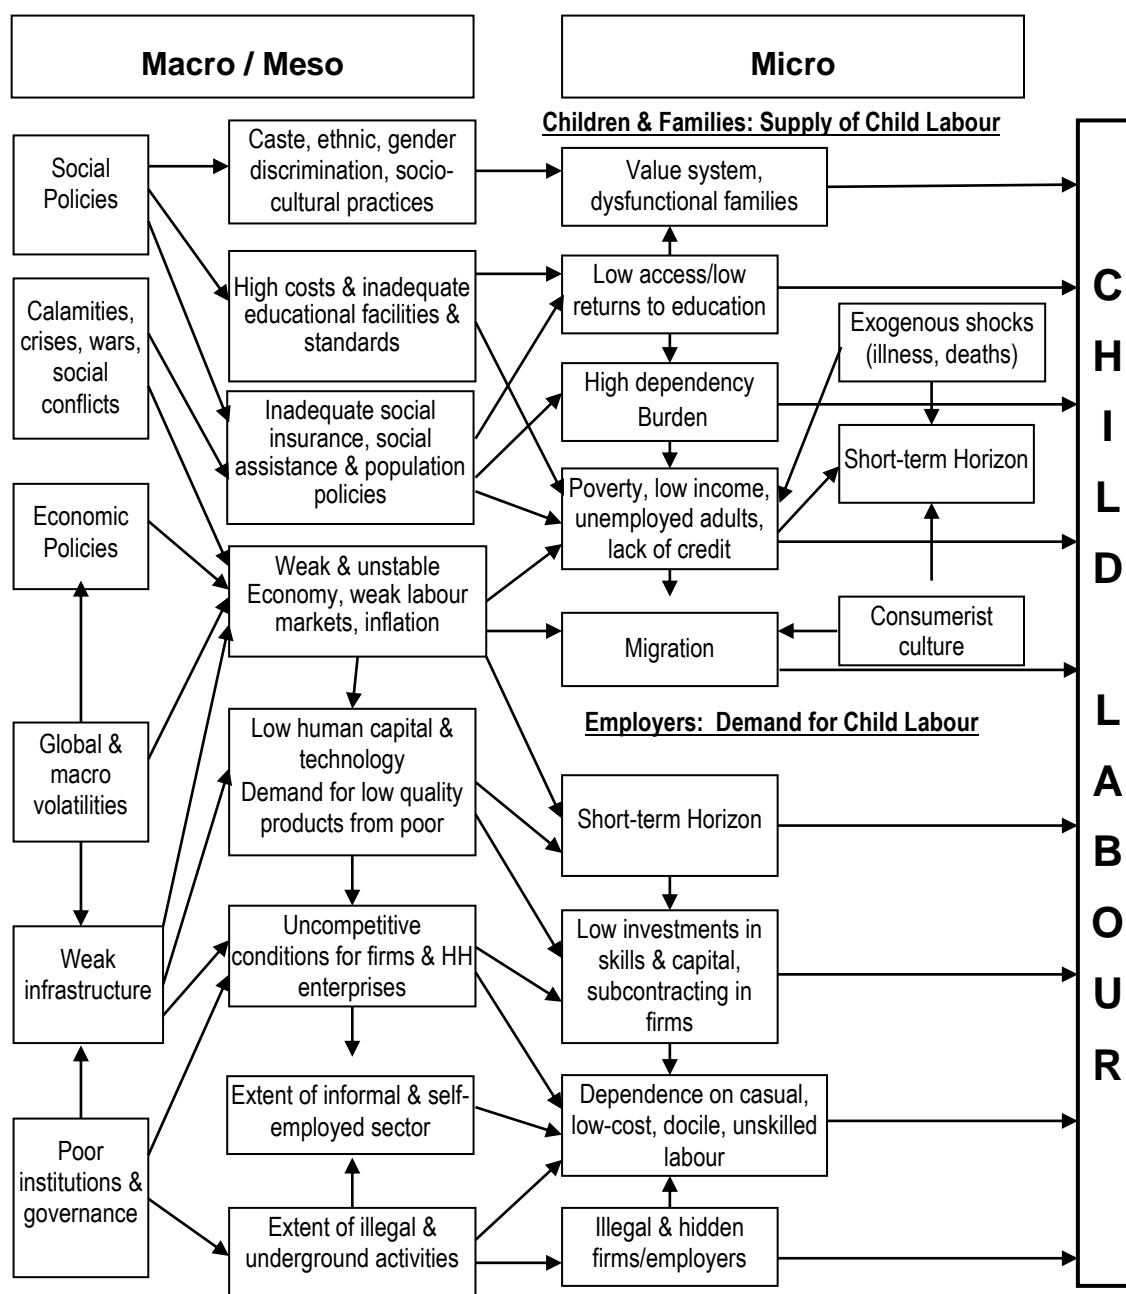 Macro / Meso
Micro
Children & Families: Supply of Child Labour
Social
Policies
Caste, ethnic, gender
discrimination, socio-
cultural practices
Value system,
dysfunctional families
Calamities,
crises, wars,
social
conflicts
High costs & inadequate
educational facilities &
standards
Low access/low
returns to education
Exogenous shocks
(illness, deaths)
Inadequate social
insurance, social
assistance & population
policies
High dependency
Burden
Short-term Horizon
Economic
Policies
Poverty, low income,
unemployed adults,
lack of credit
Weak & unstable
Economy, weak labour
markets, inflation
Migration
Consumerist
culture
Employers:  Demand for Child Labour
Global &
macro
volatilities
Low human capital &
technology
Demand for low quality
products from poor
Short-term Horizon
Weak
infrastructure
Uncompetitive
conditions for firms & HH
enterprises
Low investments in
skills & capital,
subcontracting in
firms
Extent of informal & self-
employed sector
Dependence on casual,
low-cost, docile, unskilled
labour
Poor
institutions &
governance
Extent of illegal &
underground activities
Illegal & hidden
firms/employers
C
H
I
L
D
L
A
B
O
U
R